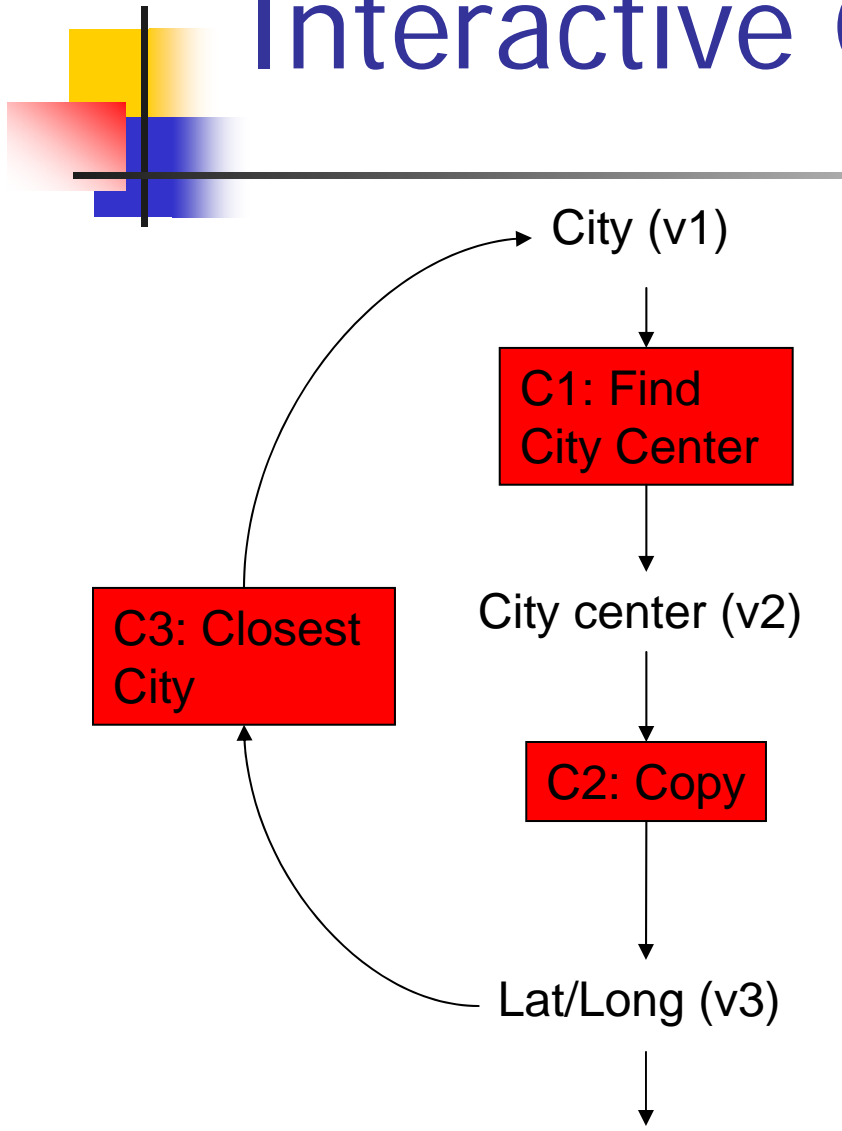 Interactive
City (v1)
C1: Find
City Center
City center (v2)
C3: Closest
City
C2: Copy
Lat/Long (v3)